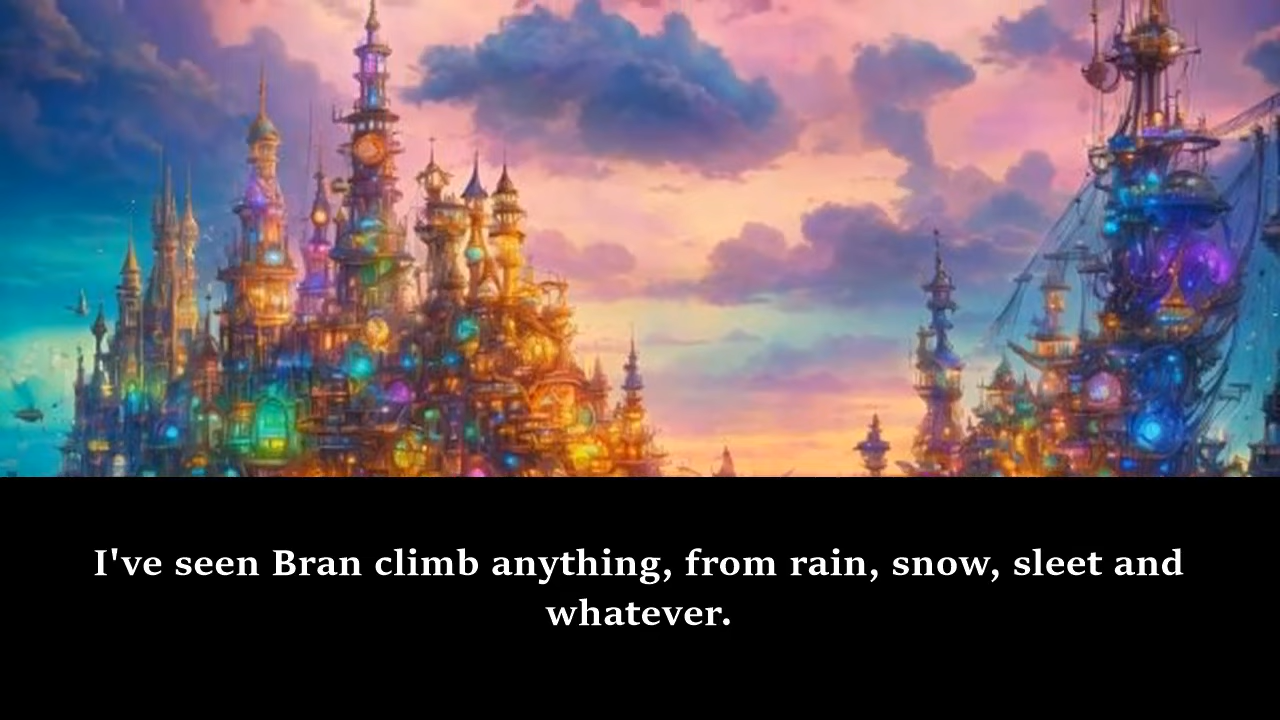 I've seen Bran climb anything, from rain, snow, sleet and
whatever.